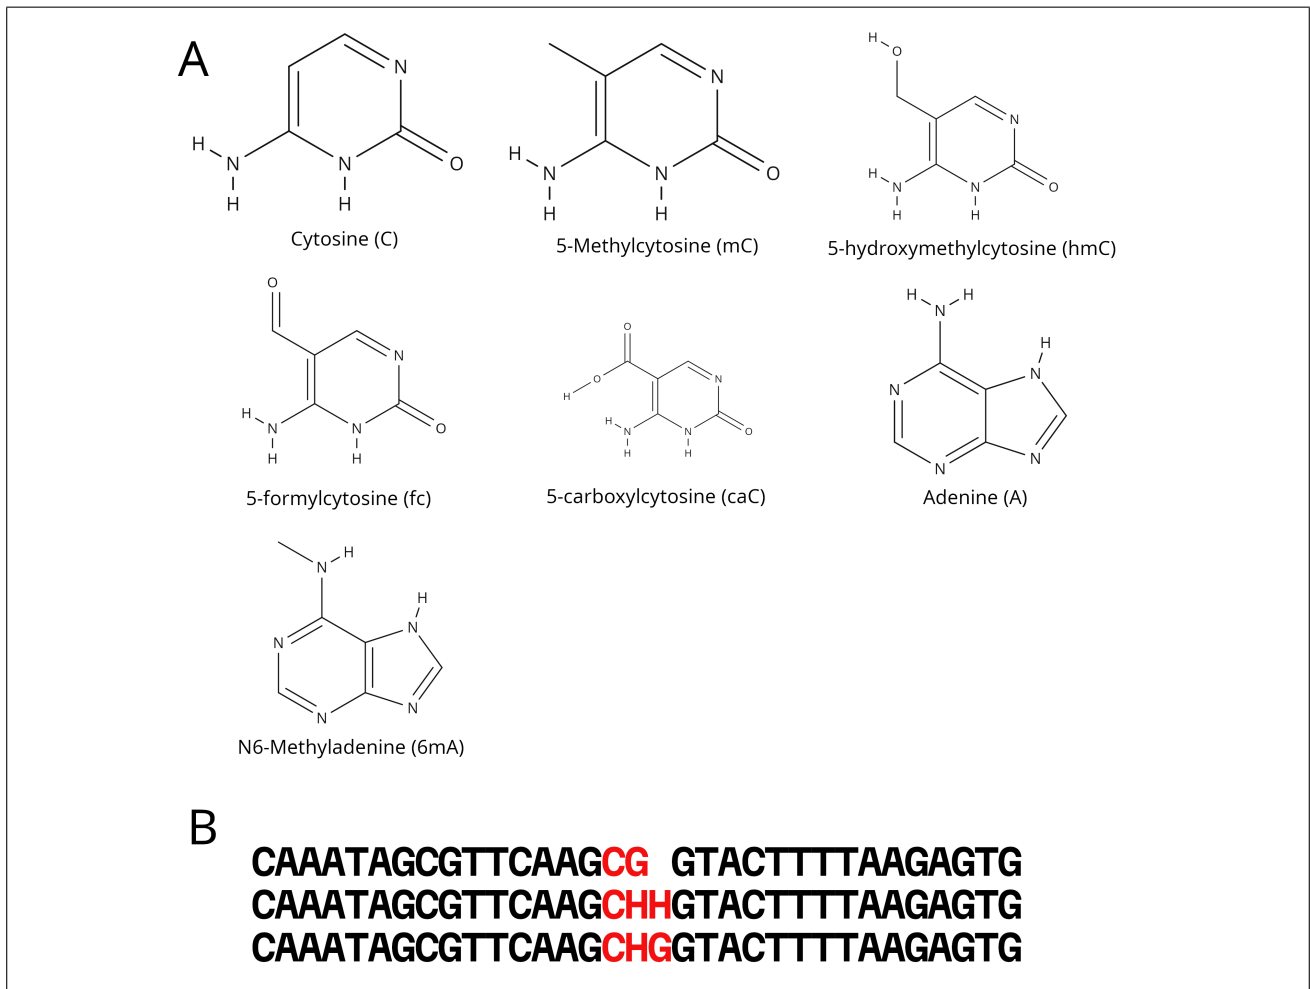 A
N
H
N
N
O
H
H
Cytosine (C)
N
H
N
N
O
H
H
5-Methylcytosine (mC)
H
O
N
H
N
N
O
H
H
5-hydroxymethylcytosine (hmC)
O
N
H
N
N
O
H
H
5-formylcytosine (fc)
O
O
N
H
H
N
N
O
H
H
5-carboxylcytosine (caC)
H H
N
H
N
N
N
N
Adenine (A)
H
N
H
N
N
N
N
N6-Methyladenine (6mA)
B
CAAATAGCGTTCAAGCG GTACTTTTAAGAGTG
CAAATAGCGTTCAAGCHHGTACTTTTAAGAGTG
CAAATAGCGTTCAAGCHGGTACTTTTAAGAGTG